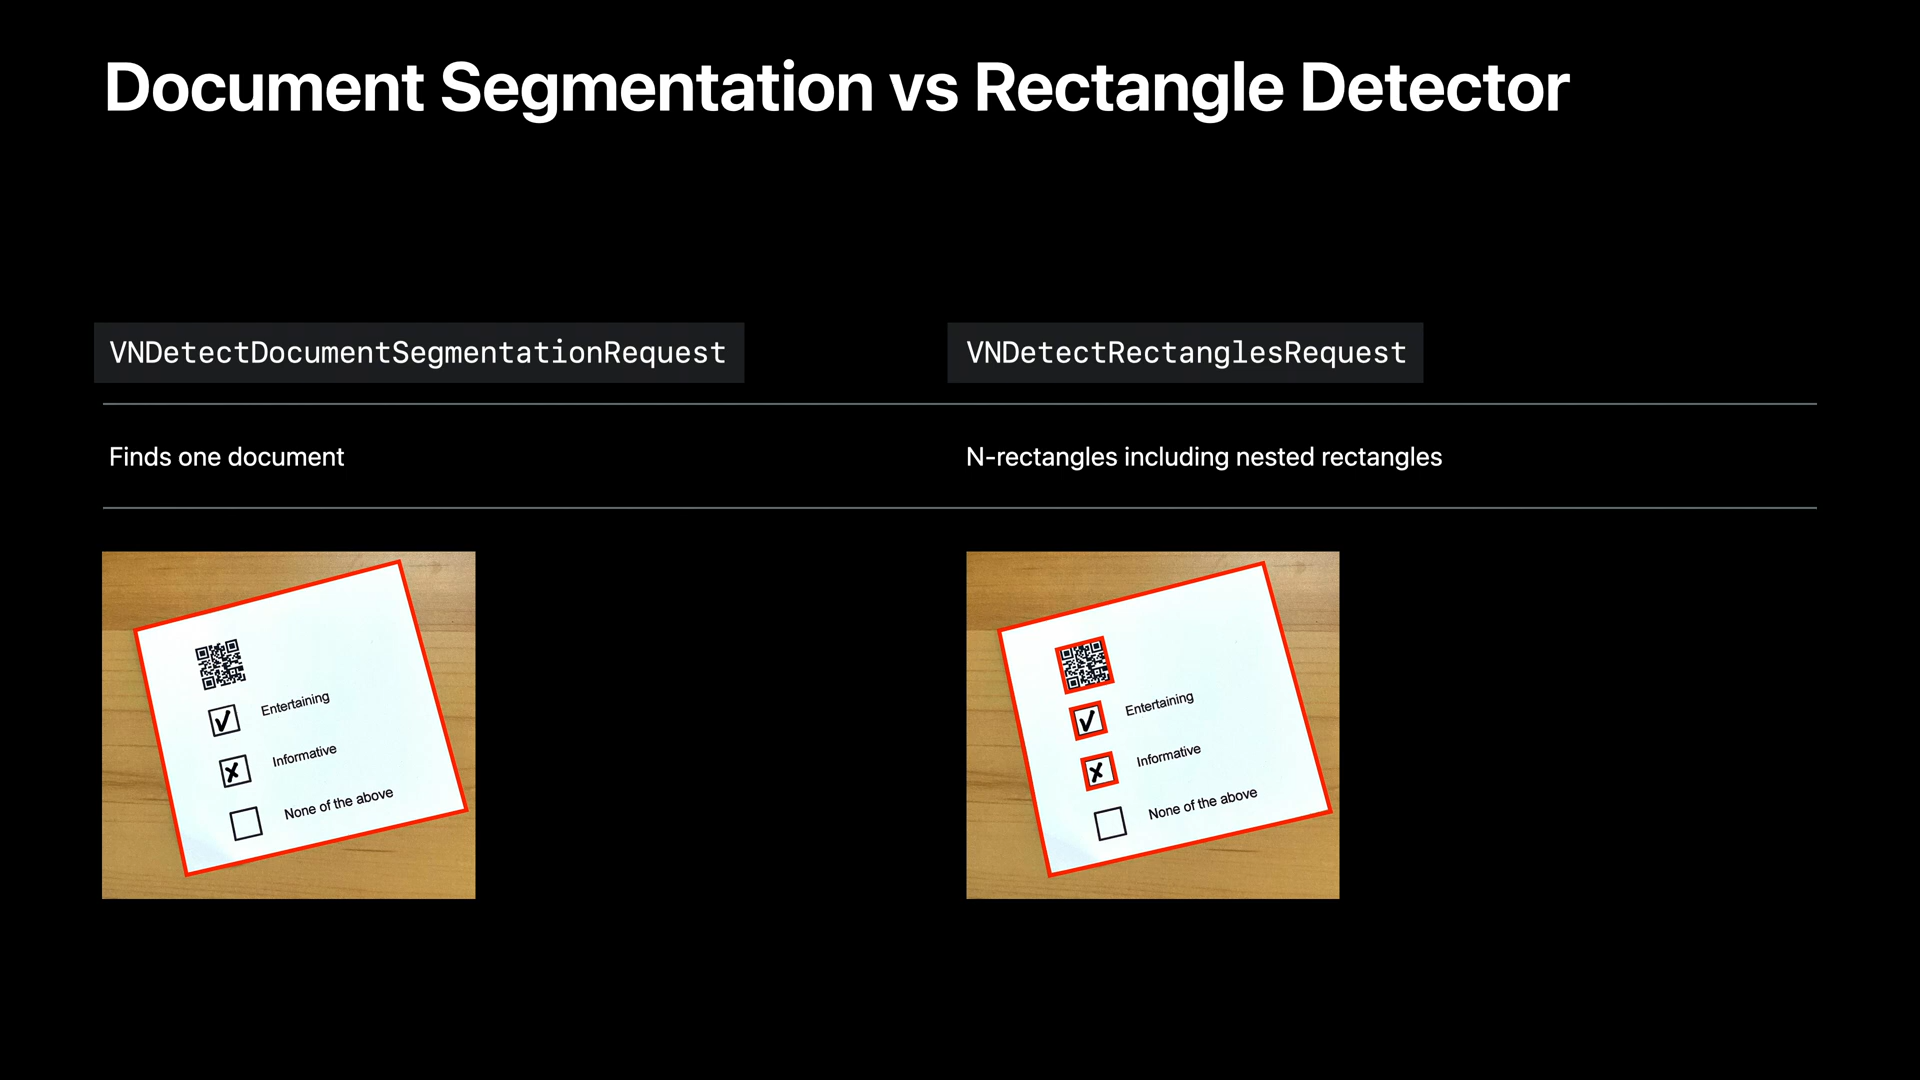 Document Segmentation vs Rectangle Detector
VNDetectDocumentSegmentationRequest
VNDetectRectanglesRequest
Finds one document
N-rectangles including nested rectangles
Entertaining
Informative
None of the above
Entertaining
Informative
None of the above